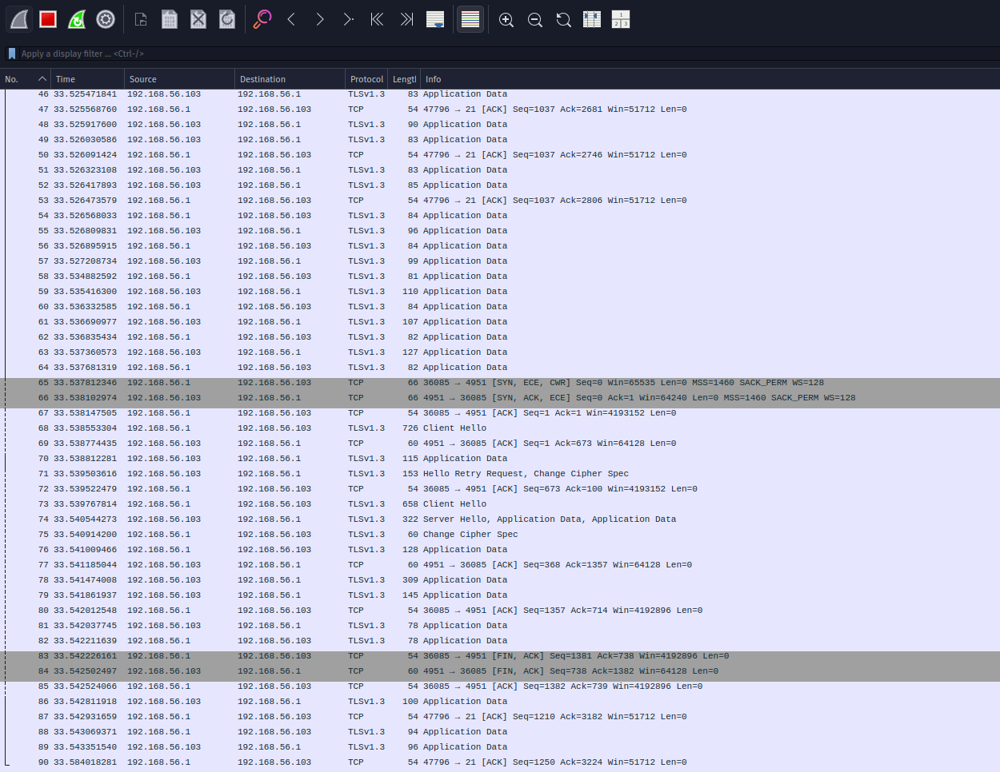 1
2 3
Apply a display filter ... <Ctrl-/>
No. Time Source Destination Protocol Lengtl Info
46 33.525471841 192.168.56.103 192.168.56.1 TLSv1.3 83 Application Data
47 33.525568760 192.168.56.1 192.168.56.103 TCP 54 47796 → 21 [ACK] Seq=1037 Ack=2681 Win=51712 Len=0
48 33.525917600 192.168.56.103 192.168.56.1 TLSv1.3 90 Application Data
49 33.526030586 192.168.56.103 192.168.56.1 TLSv1.3 83 Application Data
50 33.526091424 192.168.56.1 192.168.56.103 TCP 54 47796 → 21 [ACK] Seq=1037 Ack=2746 Win=51712 Len=0
51 33.526323108 192.168.56.103 192.168.56.1 TLSv1.3 83 Application Data
52 33.526417893 192.168.56.103 192.168.56.1 TLSv1.3 85 Application Data
53 33.526473579 192.168.56.1 192.168.56.103 TCP 54 47796 → 21 [ACK] Seq=1037 Ack=2806 Win=51712 Len=0
54 33.526568033 192.168.56.1 192.168.56.103 TLSv1.3 84 Application Data
55 33.526809831 192.168.56.103 192.168.56.1 TLSv1.3 96 Application Data
56 33.526895915 192.168.56.1 192.168.56.103 TLSv1.3 84 Application Data
57 33.527208734 192.168.56.103 192.168.56.1 TLSv1.3 99 Application Data
58 33.534882592 192.168.56.1 192.168.56.103 TLSv1.3 81 Application Data
59 33.535416300 192.168.56.103 192.168.56.1 TLSv1.3 110 Application Data
60 33.536332585 192.168.56.1 192.168.56.103 TLSv1.3 84 Application Data
61 33.536690977 192.168.56.103 192.168.56.1 TLSv1.3 107 Application Data
62 33.536835434 192.168.56.1 192.168.56.103 TLSv1.3 82 Application Data
63 33.537360573 192.168.56.103 192.168.56.1 TLSv1.3 127 Application Data
64 33.537681319 192.168.56.1 192.168.56.103 TLSv1.3 82 Application Data
65 33.537812346 192.168.56.1 192.168.56.103 TCP 66 36085 → 4951 [SYN, ECE, CWR] Seq=0 Win=65535 Len=0 MSS=1460 SACK_PERM WS=128
66 33.538102974 192.168.56.103 192.168.56.1 TCP 66 4951 → 36085 [SYN, ACK, ECE] Seq=0 Ack=1 Win=64240 Len=0 MSS=1460 SACK_PERM WS=128
67 33.538147505 192.168.56.1 192.168.56.103 TCP 54 36085 → 4951 [ACK] Seq=1 Ack=1 Win=4193152 Len=0
68 33.538553304 192.168.56.1 192.168.56.103 TLSv1.3 726 Client Hello
69 33.538774435 192.168.56.103 192.168.56.1 TCP 60 4951 → 36085 [ACK] Seq=1 Ack=673 Win=64128 Len=0
70 33.538812281 192.168.56.103 192.168.56.1 TLSv1.3 115 Application Data
71 33.539503616 192.168.56.103 192.168.56.1 TLSv1.3 153 Hello Retry Request, Change Cipher Spec
72 33.539522479 192.168.56.1 192.168.56.103 TCP 54 36085 → 4951 [ACK] Seq=673 Ack=100 Win=4193152 Len=0
73 33.539767814 192.168.56.1 192.168.56.103 TLSv1.3 658 Client Hello
74 33.540544273 192.168.56.103 192.168.56.1 TLSv1.3 322 Server Hello, Application Data, Application Data
75 33.540914200 192.168.56.1 192.168.56.103 TLSv1.3 60 Change Cipher Spec
76 33.541009466 192.168.56.1 192.168.56.103 TLSv1.3 128 Application Data
77 33.541185044 192.168.56.103 192.168.56.1 TCP 60 4951 → 36085 [ACK] Seq=368 Ack=1357 Win=64128 Len=0
78 33.541474008 192.168.56.103 192.168.56.1 TLSv1.3 309 Application Data
79 33.541861937 192.168.56.103 192.168.56.1 TLSv1.3 145 Application Data
80 33.542012548 192.168.56.1 192.168.56.103 TCP 54 36085 → 4951 [ACK] Seq=1357 Ack=714 Win=4192896 Len=0
81 33.542037745 192.168.56.103 192.168.56.1 TLSv1.3 78 Application Data
82 33.542211639 192.168.56.1 192.168.56.103 TLSv1.3 78 Application Data
83 33.542226161 192.168.56.1 192.168.56.103 TCP 54 36085 → 4951 [FIN, ACK] Seq=1381 Ack=738 Win=4192896 Len=0
84 33.542502497 192.168.56.103 192.168.56.1 TCP 60 4951 → 36085 [FIN, ACK] Seq=738 Ack=1382 Win=64128 Len=0
85 33.542524066 192.168.56.1 192.168.56.103 TCP 54 36085 → 4951 [ACK] Seq=1382 Ack=739 Win=4192896 Len=0
86 33.542811918 192.168.56.103 192.168.56.1 TLSv1.3 100 Application Data
87 33.542931659 192.168.56.1 192.168.56.103 TCP 54 47796 → 21 [ACK] Seq=1210 Ack=3182 Win=51712 Len=0
88 33.543069371 192.168.56.1 192.168.56.103 TLSv1.3 94 Application Data
89 33.543351540 192.168.56.103 192.168.56.1 TLSv1.3 96 Application Data
90 33.584018281 192.168.56.1 192.168.56.103 TCP 54 47796 → 21 [ACK] Seq=1250 Ack=3224 Win=51712 Len=0